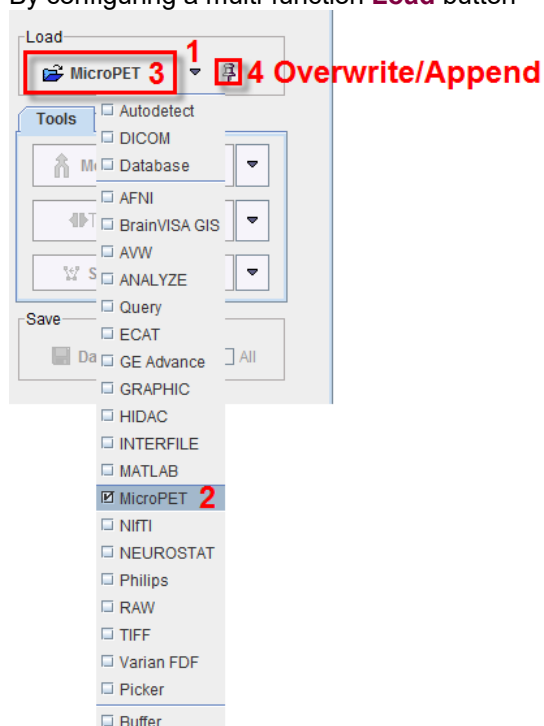 By configuring a multi-function Load button
Load
1
MicroPET 3
4 Overwrite/Append
Tools
Autodetect
DICOM
Database
AFNI
BrainVISA GIS
AVW
ANALYZE
Query
ECAT
GE Advance
GRAPHIC
HIDAC
INTERFILE
MATLAB
MicroPET 2
NIfTI
NEUROSTAT
Philips
RAW
TIFF
Varian FDF
Picker
Buffer
M
T
S
Save
Da
All